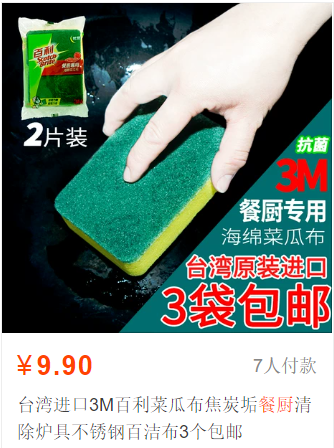 百利
Scotch
Brite
2片装
抗菌
3M
餐厨专用
海绵菜瓜布
台湾原装进口
3袋包邮
¥9.90
7人付款
台湾进口3M百利菜瓜布焦炭垢餐厨清
除炉具不锈钢百洁布3个包邮